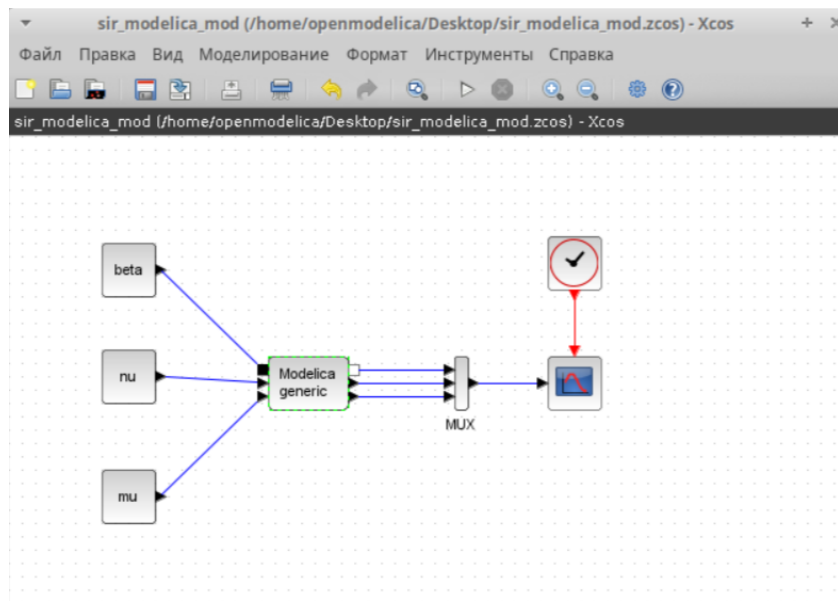 sir_modelica_mod (/home/openmodelica/Desktop/sir_modelica_mod.zcos) - Xcos
Файл Правка Вид Моделирование Формат Инструменты Справка
sir_modelica_mod (/home/openmodelica/Desktop/sir_modelica_mod.zcos) - Xcos
beta
nu
Modelica
generic
MUX
mu